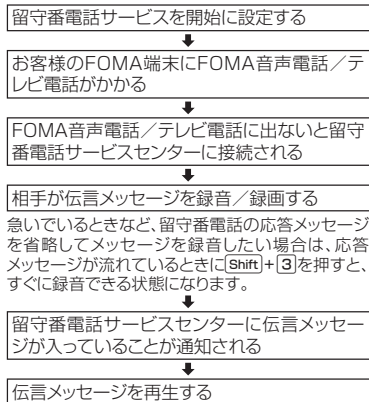 留守番電話サービスを開始に設定する
お客様のFOMA端末にFOMA音声電話／テ
レビ電話がかかる
FOMA音声電話／テレビ電話に出ないと留守
番電話サービスセンターに接続される
相手が伝言メッセージを録音／録画する
急いでいるときなど、留守番電話の応答メッセージ
を省略してメッセージを録音したい場合は、応答
メッセージが流れているときにShift+3を押すと、
すぐに録音できる状態になります。
留守番電話サービスセンターに伝言メッセー
ジが入っていることが通知される
伝言メッセージを再生する